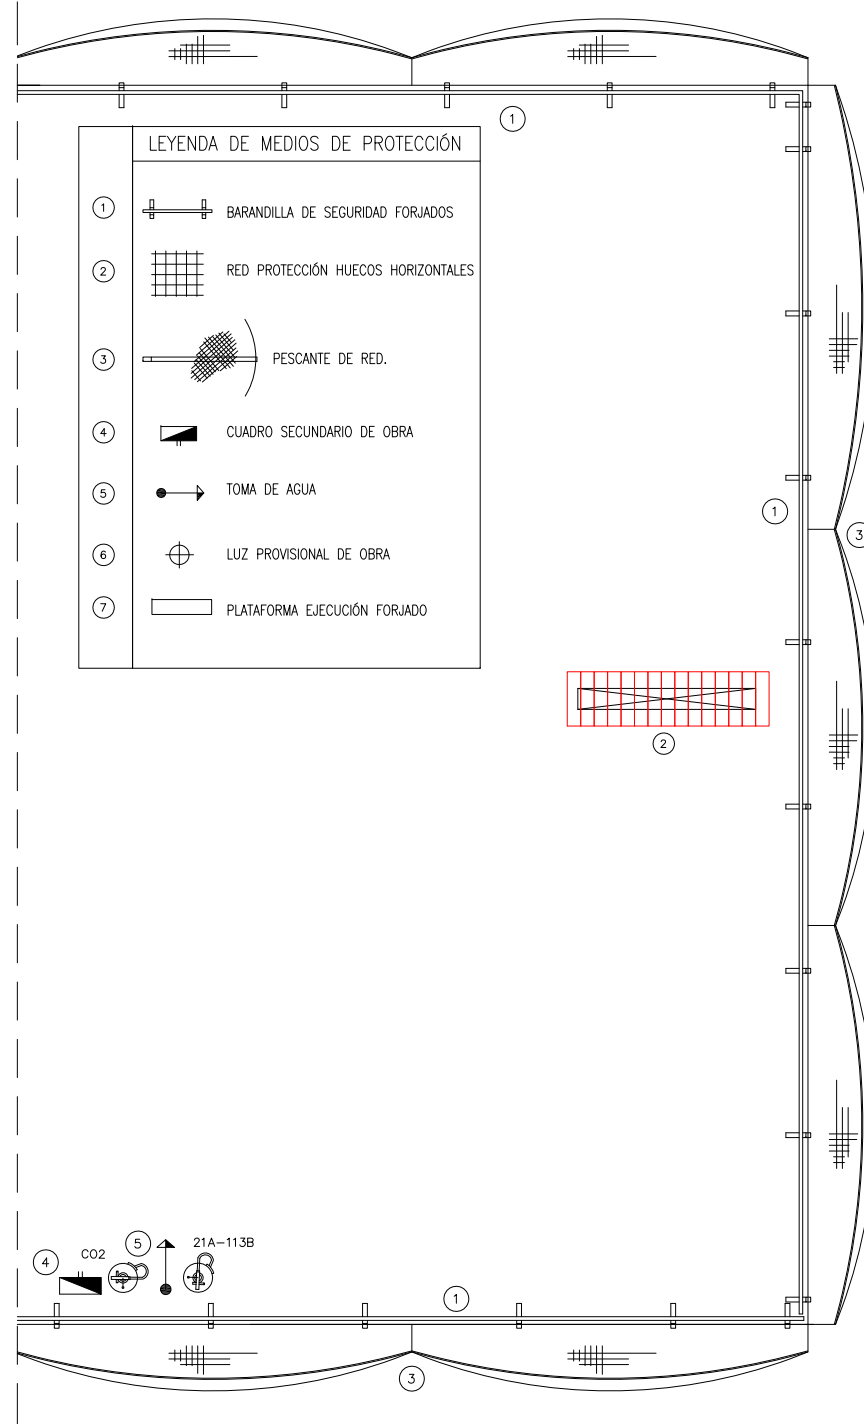 1
LEYENDA DE MEDIOS DE PROTECCIÓN
1 BARANDILLA DE SEGURIDAD FORJADOS
2 RED PROTECCIÓN HUECOS HORIZONTALES
3 PESCANTE DE RED.
4 CUADRO SECUNDARIO DE OBRA
5 TOMA DE AGUA
6 LUZ PROVISIONAL DE OBRA
7 PLATAFORMA EJECUCIÓN FORJADO
1
3
2
5
21A-113B
4
CO2
1
3